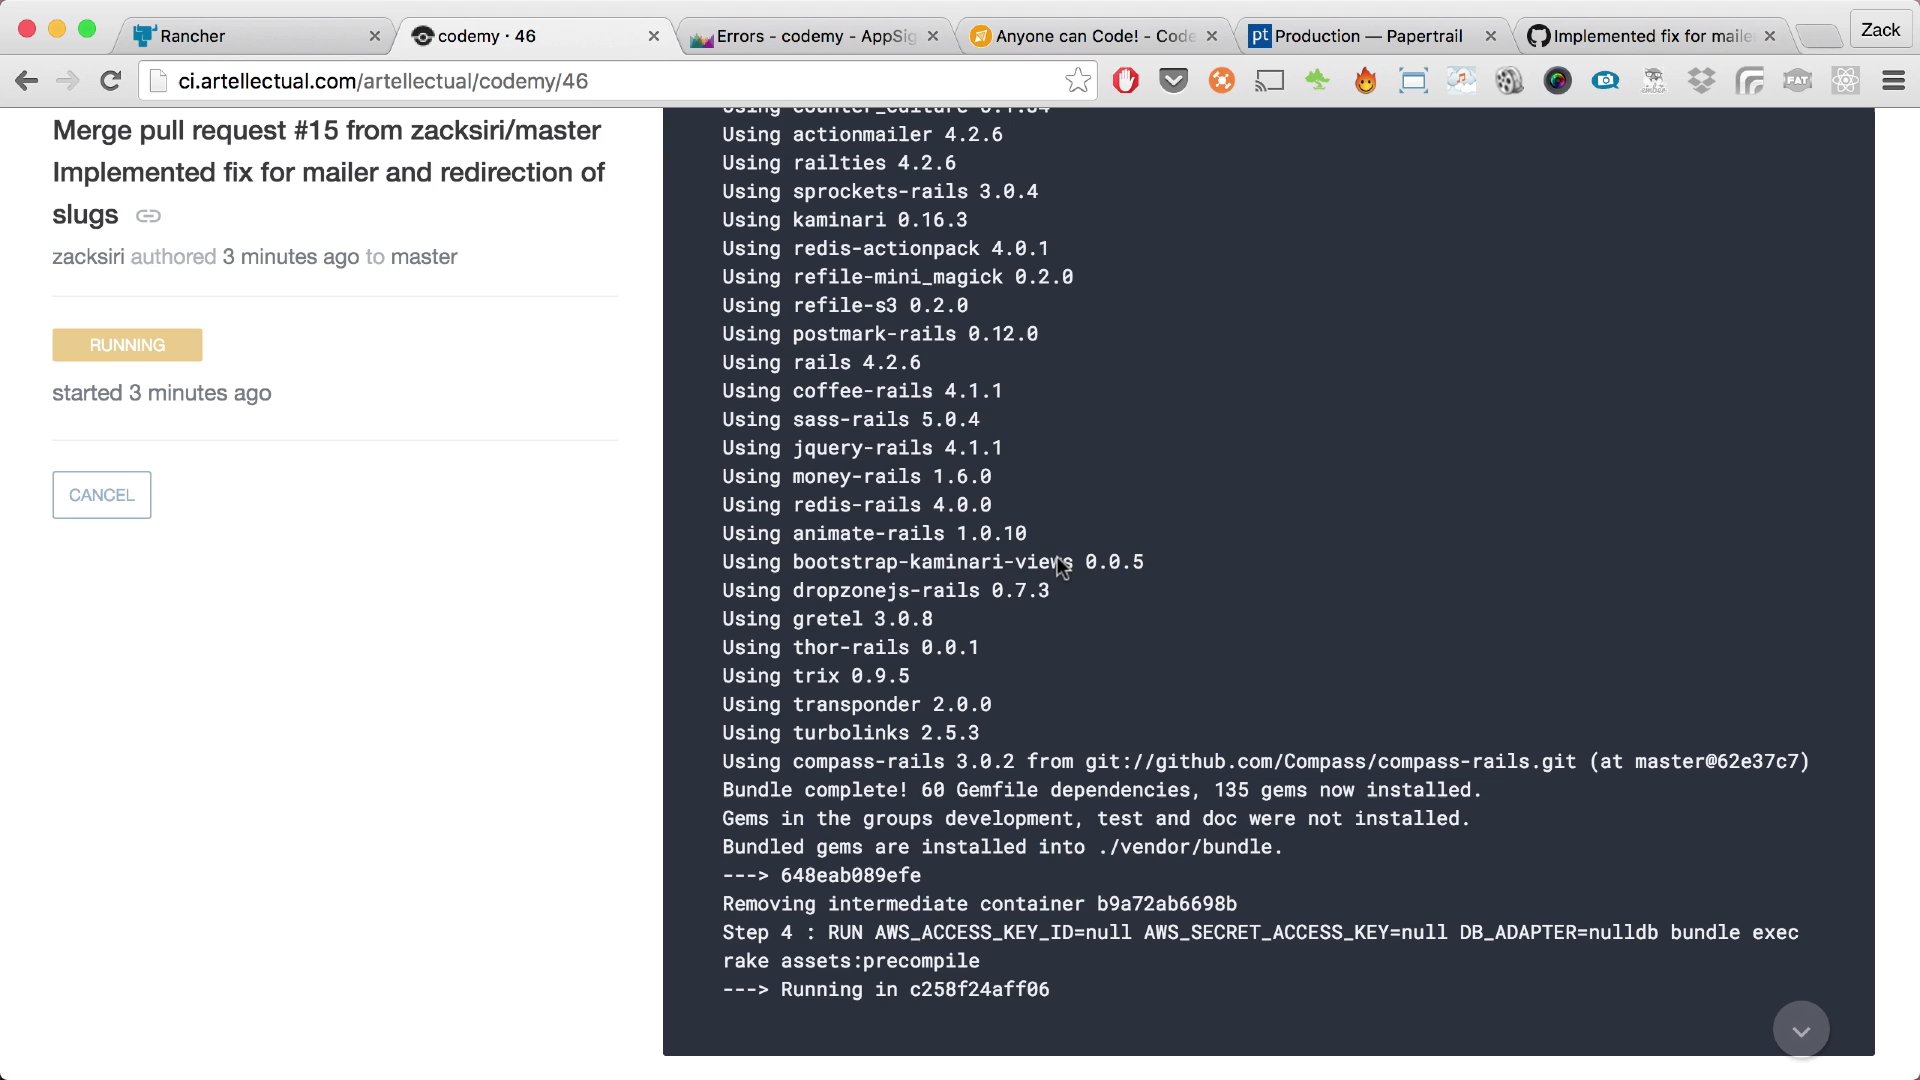 Rancher
codemy · 46
Errors - codemy - AppSig
Anyone can Code! - Code
Production — Papertrail
Implemented fix for maile
Zack
ci.artellectual.com/artellectual/codemy/46
Merge pull request #15 from zacksiri/master
Implemented fix for mailer and redirection of
slugs
zacksiri authored 3 minutes ago to master
RUNNING
started 3 minutes ago
CANCEL
Using counter_culture 0.1.34
Using actionmailer 4.2.6
Using railties 4.2.6
Using sprockets-rails 3.0.4
Using kaminari 0.16.3
Using redis-actionpack 4.0.1
Using refile-mini_magick 0.2.0
Using refile-s3 0.2.0
Using postmark-rails 0.12.0
Using rails 4.2.6
Using coffee-rails 4.1.1
Using sass-rails 5.0.4
Using jquery-rails 4.1.1
Using money-rails 1.6.0
Using redis-rails 4.0.0
Using animate-rails 1.0.10
Using bootstrap-kaminari-views 0.0.5
Using dropzonejs-rails 0.7.3
Using gretel 3.0.8
Using thor-rails 0.0.1
Using trix 0.9.5
Using transponder 2.0.0
Using turbolinks 2.5.3
Using compass-rails 3.0.2 from git://github.com/Compass/compass-rails.git (at master@62e37c7)
Bundle complete! 60 Gemfile dependencies, 135 gems now installed.
Gems in the groups development, test and doc were not installed.
Bundled gems are installed into ./vendor/bundle.
---> 648eab089efe
Removing intermediate container b9a72ab6698b
Step 4 : RUN AWS_ACCESS_KEY_ID=null AWS_SECRET_ACCESS_KEY=null DB_ADAPTER=nulldb bundle exec
rake assets:precompile
---> Running in c258f24aff06